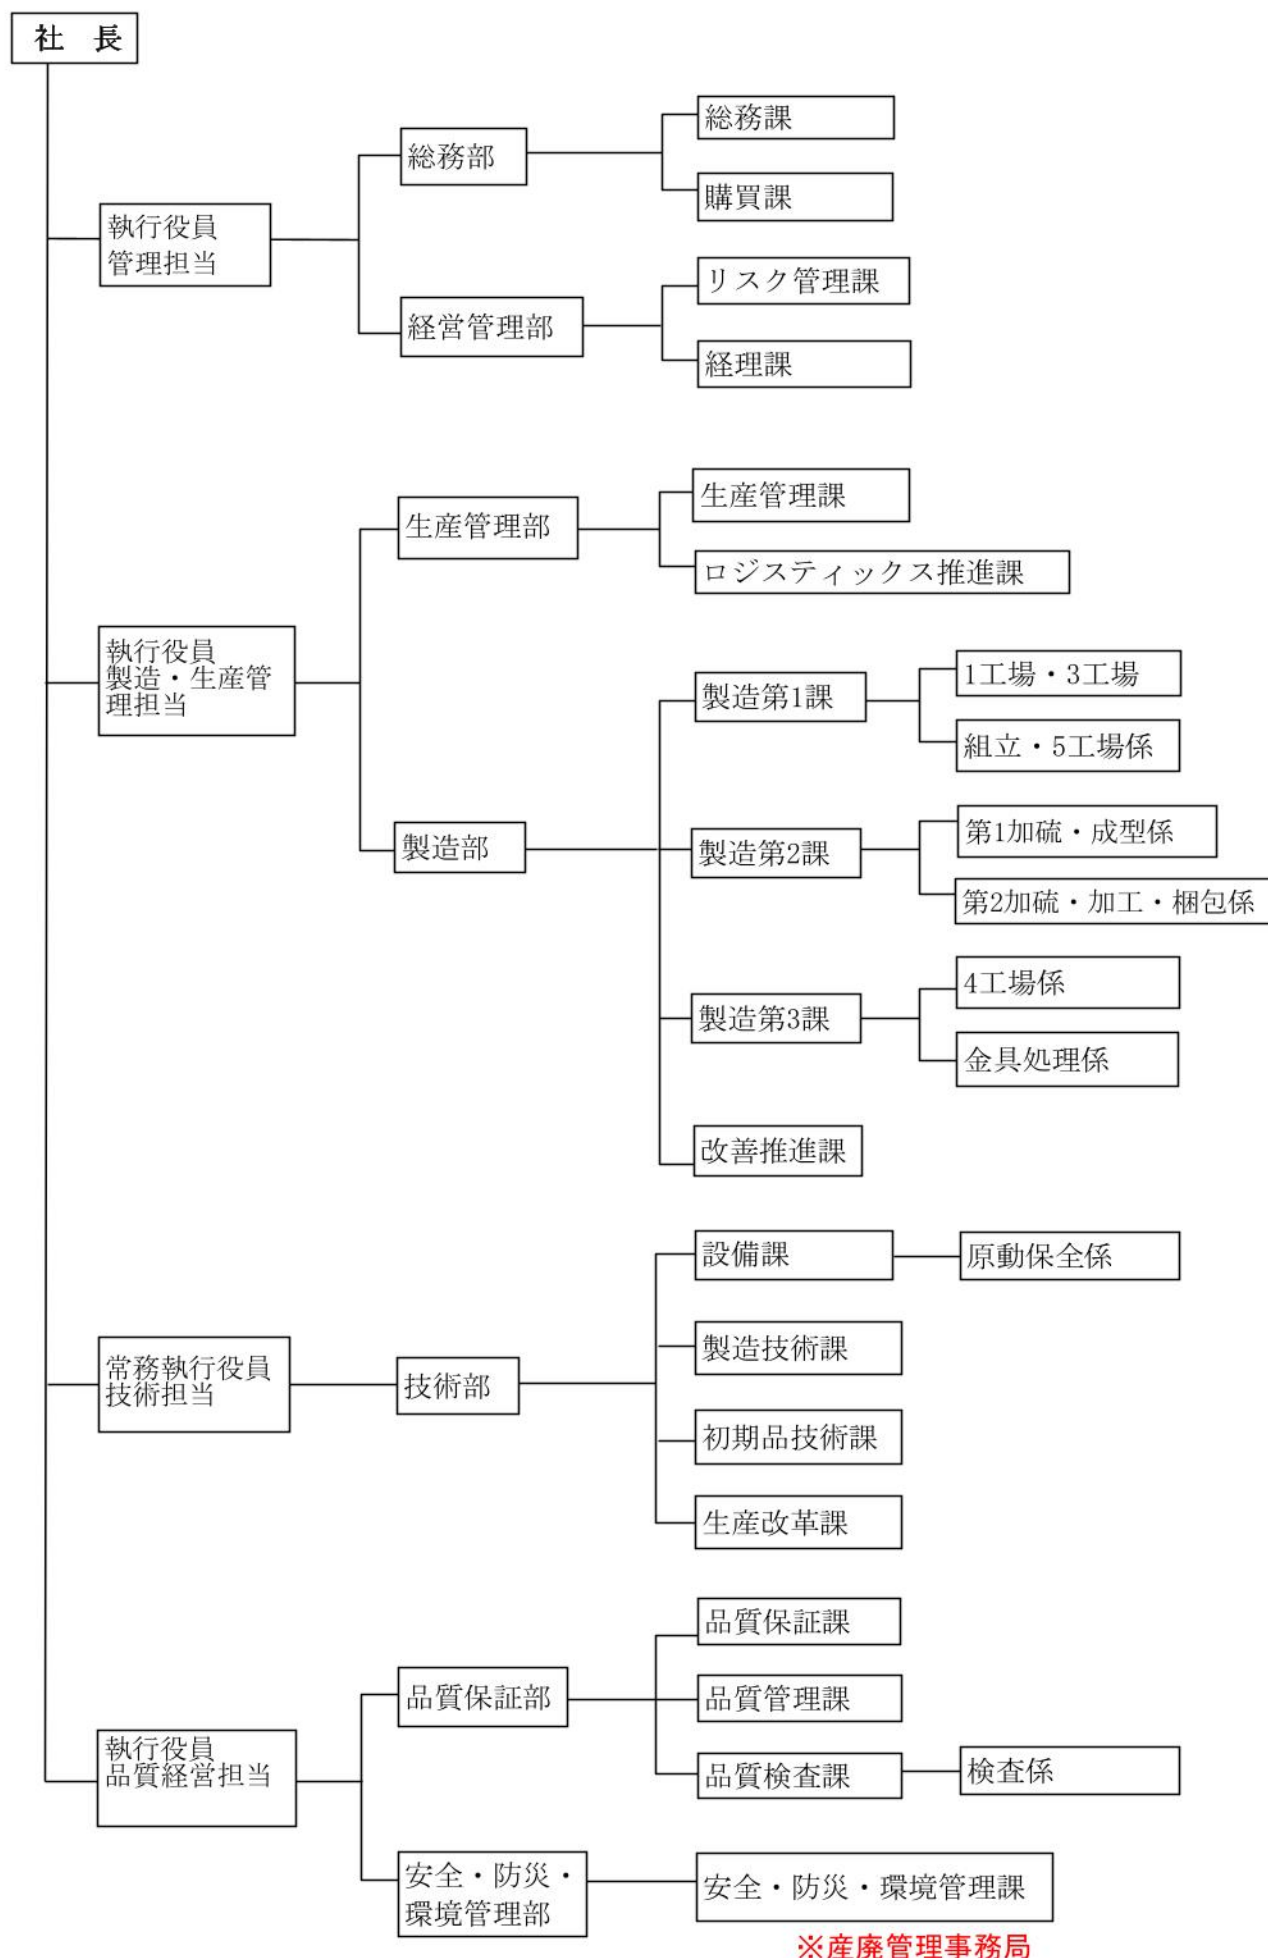 社 長
執行役員
管理担当
総務部
総務課
購買課
経営管理部
リスク管理課
経理課
執行役員
製造・生産管
理担当
生産管理部
生産管理課
ロジスティックス推進課
製造部
製造第1課
1工場・3工場
組立・5工場係
製造第2課
第1加硫・成型係
第2加硫・加工・梱包係
製造第3課
4工場係
金具処理係
改善推進課
常務執行役員
技術担当
技術部
設備課
原動保全係
製造技術課
初期品技術課
生産改革課
執行役員
品質経営担当
品質保証部
品質保証課
品質管理課
品質検査課
検査係
安全・防災・
環境管理部
安全・防災・環境管理課
※産廃管理事務局